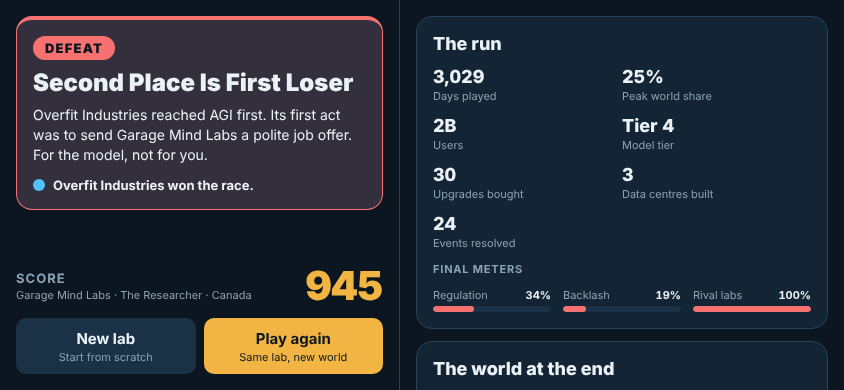 DEFEAT
Second Place Is First Loser
Overfit Industries reached AGI first. Its first act
was to send Garage Mind Labs a polite job offer.
For the model, not for you.
Overfit Industries won the race.
SCORE
Garage Mind Labs · The Researcher · Canada
945
New lab
Start from scratch
Play again
Same lab, new world
The run
3,029
Days played
25%
Peak world share
2B
Users
Tier 4
Model tier
30
Upgrades bought
3
Data centres built
24
Events resolved
FINAL METERS
Regulation 34%
Backlash 19%
Rival labs 100%
The world at the end